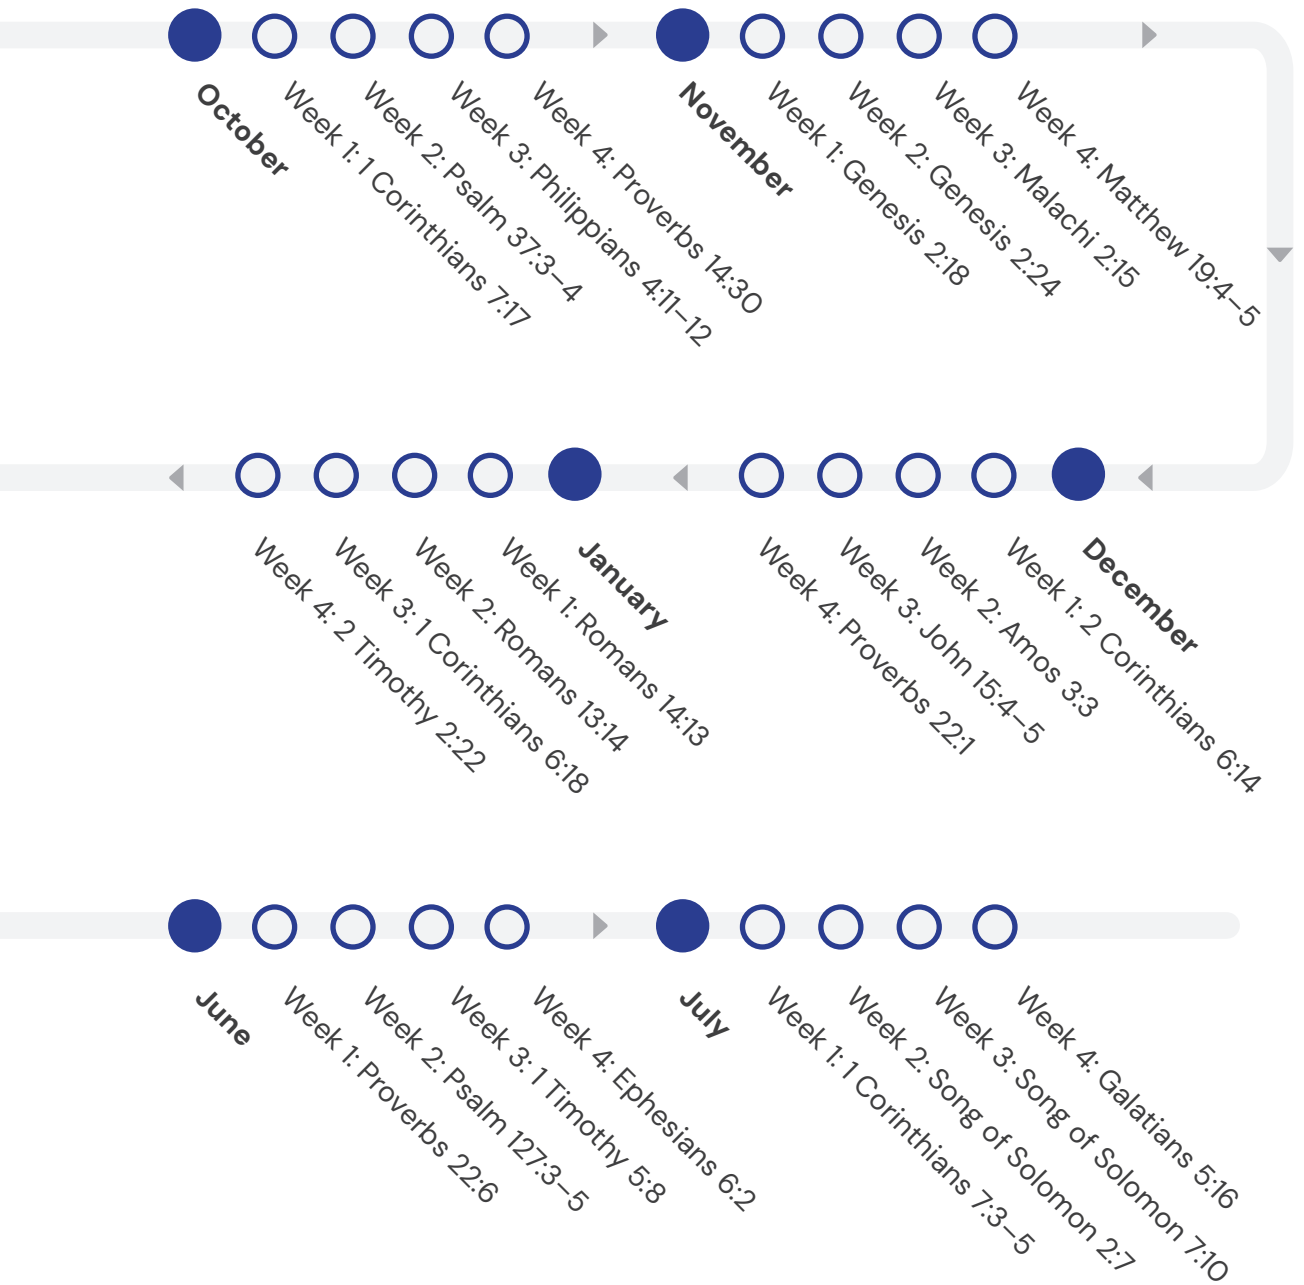 October
Week 1: 1 Corinthians 7:17
Week 2: Psalm 37:3–4
Week 3: Philippians 4:11–12
Week 4: Proverbs 14:30
November
Week 1: Genesis 2:18
Week 2: Genesis 2:24
Week 3: Malachi 2:15
Week 4: Matthew 19:4–5
December
Week 1: 2 Corinthians 6:14
Week 2: Amos 3:3
Week 3: John 15:4–5
Week 4: Proverbs 22:1
January
Week 1: Romans 14:13
Week 2: Romans 13:14
Week 3: 1 Corinthians 6:18
Week 4: 2 Timothy 2:22
June
Week 1: Proverbs 22:6
Week 2: Psalm 127:3–5
Week 3: 1 Timothy 5:8
Week 4: Ephesians 6:2
July
Week 1: 1 Corinthians 7:3–5
Week 2: Song of Solomon 2:7
Week 3: Song of Solomon 7:10
Week 4: Galatians 5:16